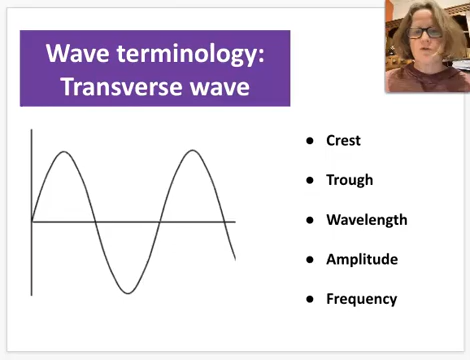 Wave terminology:
Transverse wave
● Crest
● Trough
● Wavelength
● Amplitude
● Frequency